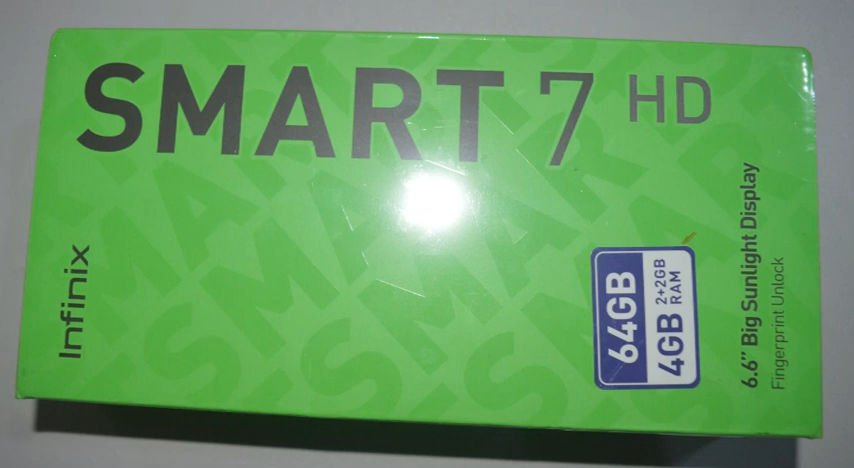 SMART 7 HD
Infinix
64GB
4GB 2+2GB RAM
6.6" Big Sunlight Display
Fingerprint Unlock